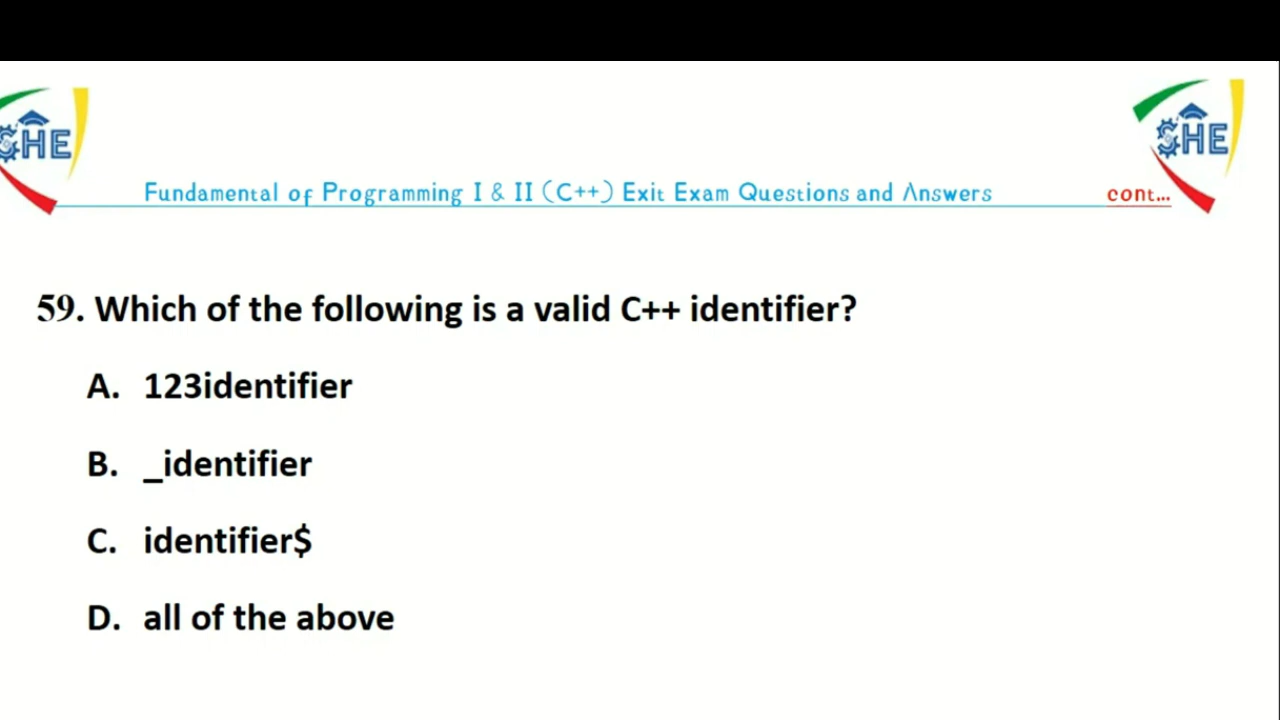 SHE
SHE
Fundamental of Programming I & II (C++) Exit Exam Questions and Answers cont...
59. Which of the following is a valid C++ identifier?
A. 123identifier
B. _identifier
C. identifier$
D. all of the above